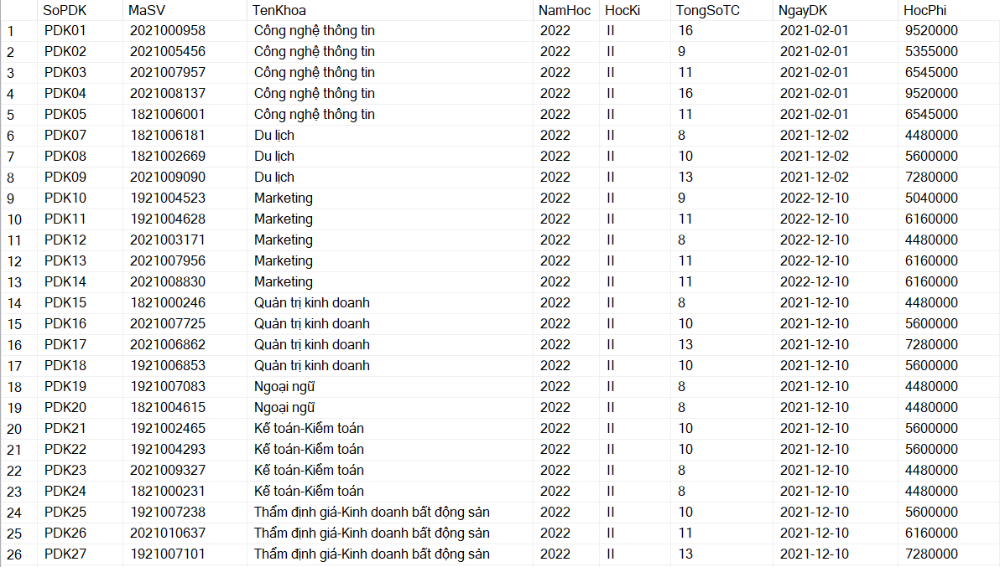 SoPDK MaSV TenKhoa NamHoc HocKi TongSoTC NgayDK HocPhi
1 PDK01 2021000958 Công nghệ thông tin 2022 II 16 2021-02-01 9520000
2 PDK02 2021005456 Công nghệ thông tin 2022 II 9 2021-02-01 5355000
3 PDK03 2021007957 Công nghệ thông tin 2022 II 11 2021-02-01 6545000
4 PDK04 2021008137 Công nghệ thông tin 2022 II 16 2021-02-01 9520000
5 PDK05 1821006001 Công nghệ thông tin 2022 II 11 2021-02-01 6545000
6 PDK07 1821006181 Du lịch 2022 II 8 2021-12-02 4480000
7 PDK08 1821002669 Du lịch 2022 II 10 2021-12-02 5600000
8 PDK09 2021009090 Du lịch 2022 II 13 2021-12-02 7280000
9 PDK10 1921004523 Marketing 2022 II 9 2022-12-10 5040000
10 PDK11 1921004628 Marketing 2022 II 11 2022-12-10 6160000
11 PDK12 2021003171 Marketing 2022 II 8 2022-12-10 4480000
12 PDK13 2021007956 Marketing 2022 II 11 2022-12-10 6160000
13 PDK14 2021008830 Marketing 2022 II 11 2022-12-10 6160000
14 PDK15 1821000246 Quản trị kinh doanh 2022 II 8 2021-12-10 4480000
15 PDK16 2021007725 Quản trị kinh doanh 2022 II 10 2021-12-10 5600000
16 PDK17 2021006862 Quản trị kinh doanh 2022 II 13 2021-12-10 7280000
17 PDK18 1921006853 Quản trị kinh doanh 2022 II 10 2021-12-10 5600000
18 PDK19 1921007083 Ngoại ngữ 2022 II 8 2021-12-10 4480000
19 PDK20 1821004615 Ngoại ngữ 2022 II 8 2021-12-10 4480000
20 PDK21 1921002465 Kế toán-Kiểm toán 2022 II 10 2021-12-10 5600000
21 PDK22 1921004293 Kế toán-Kiểm toán 2022 II 10 2021-12-10 5600000
22 PDK23 2021009327 Kế toán-Kiểm toán 2022 II 8 2021-12-10 4480000
23 PDK24 1821000231 Kế toán-Kiểm toán 2022 II 8 2021-12-10 4480000
24 PDK25 1921007238 Thẩm định giá-Kinh doanh bất động sản 2022 II 10 2021-12-10 5600000
25 PDK26 2021010637 Thẩm định giá-Kinh doanh bất động sản 2022 II 11 2021-12-10 6160000
26 PDK27 1921007101 Thẩm định giá-Kinh doanh bất động sản 2022 II 13 2021-12-10 7280000